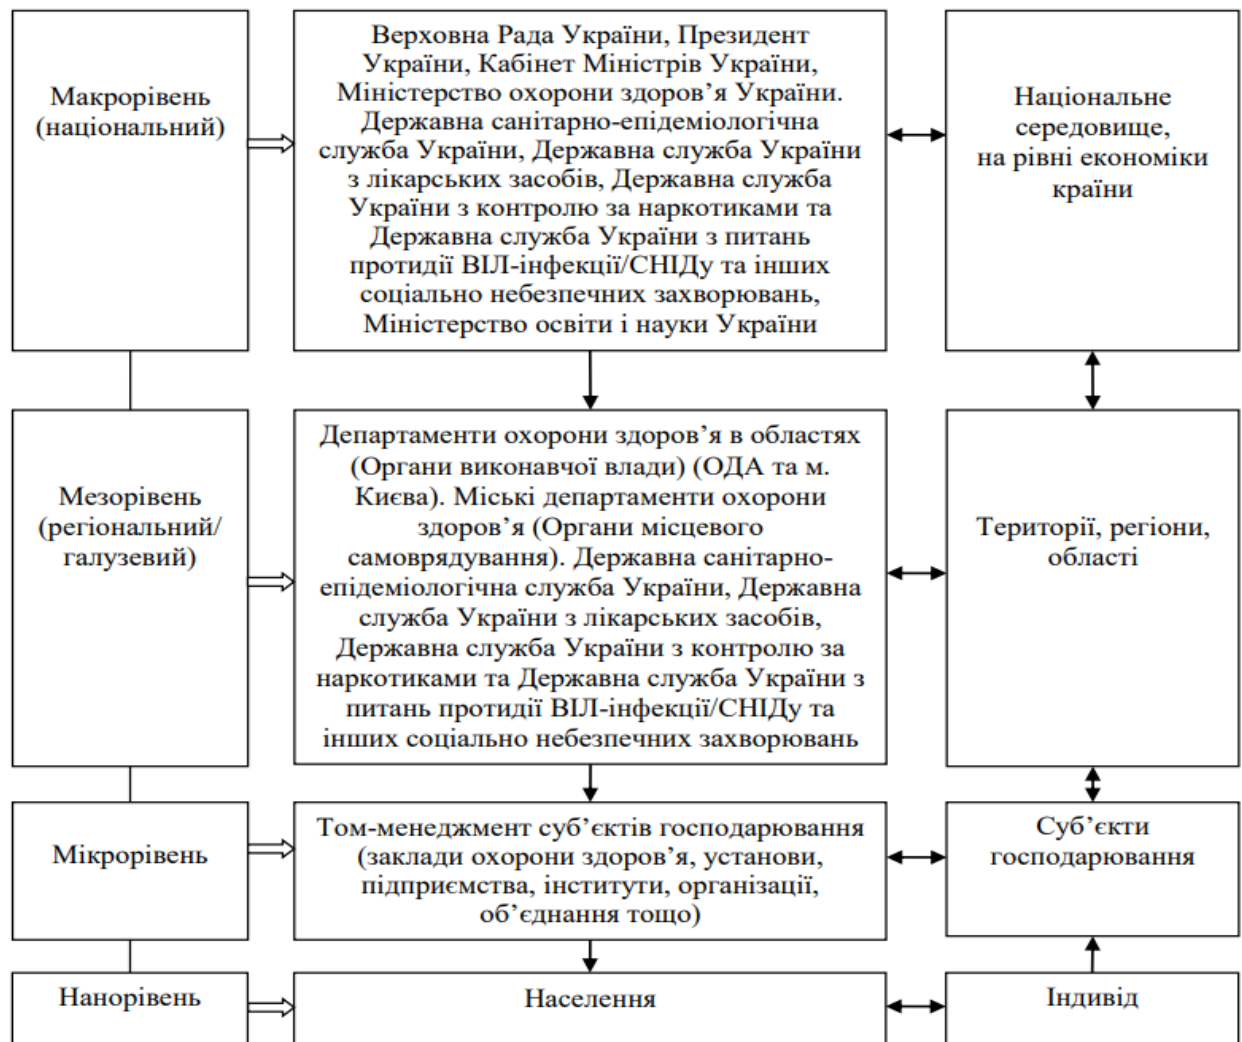 Макрорівень
(національний)
Верховна Рада України, Президент
України, Кабінет Міністрів України,
Міністерство охорони здоров’я України.
Державна санітарно-епідеміологічна
служба України, Державна служба України
з лікарських засобів, Державна служба
України з контролю за наркотиками та
Державна служба України з питань
протидії ВІЛ-інфекції/СНІДу та інших
соціально небезпечних захворювань,
Міністерство освіти і науки України
Національне
середовище,
на рівні економіки
країни
Мезорівень
(регіональний/
галузевий)
Департаменти охорони здоров’я в областях
(Органи виконавчої влади) (ОДА та м.
Києва). Міські департаменти охорони
здоров’я (Органи місцевого
самоврядування). Державна санітарно-
епідеміологічна служба України, Державна
служба України з лікарських засобів,
Державна служба України з контролю за
наркотиками та Державна служба України з
питань протидії ВІЛ-інфекції/СНІДу та
інших соціально небезпечних захворювань
Території, регіони,
області
Мікрорівень
Том-менеджмент суб’єктів господарювання
(заклади охорони здоров’я, установи,
підприємства, інститути, організації,
об’єднання тощо)
Суб’єкти
господарювання
Нанорівень
Населення
Індивід